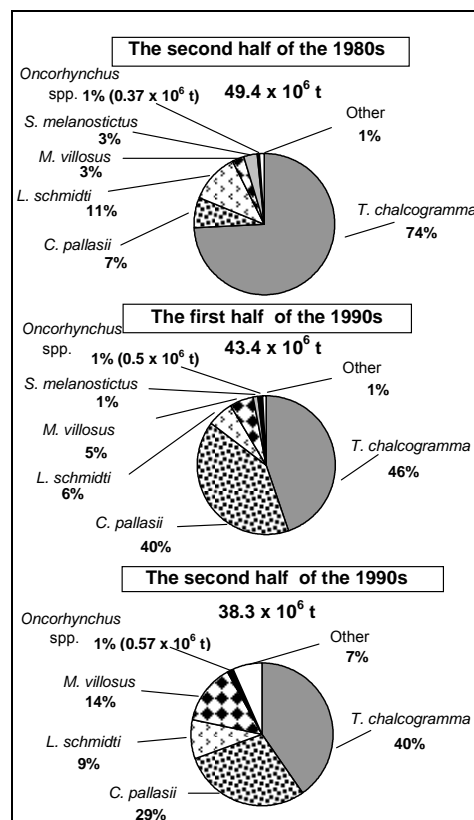 The second half of the 1980s
Oncorhynchus
spp. 1% (0.37 x 10⁶ t)
49.4 x 10⁶ t
Other
1%
S. melanostictus
3%
M. villosus
3%
L. schmidti
11%
C. pallasii
7%
T. chalcogramma
74%
The first half of the 1990s
Oncorhynchus
spp. 1% (0.5 x 10⁶ t)
43.4 x 10⁶ t
Other
1%
S. melanostictus
1%
M. villosus
5%
L. schmidti
6%
C. pallasii
40%
T. chalcogramma
46%
The second half of the 1990s
38.3 x 10⁶ t
Oncorhynchus
spp. 1% (0.57 x 10⁶ t)
Other
7%
M. villosus
14%
L. schmidti
9%
C. pallasii
29%
T. chalcogramma
40%